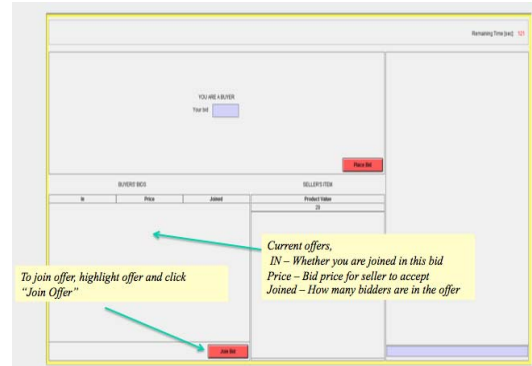 Remaining Time [sec]: 121
YOU ARE A BUYER
Your bid
Place Bid
BUYERS' BIDS
SELLER'S ITEM
In Price Joined
Product Value
20
Current offers,
IN – Whether you are joined in this bid
Price – Bid price for seller to accept
Joined – How many bidders are in the offer
To join offer, highlight offer and click
“Join Offer”
Join Bid